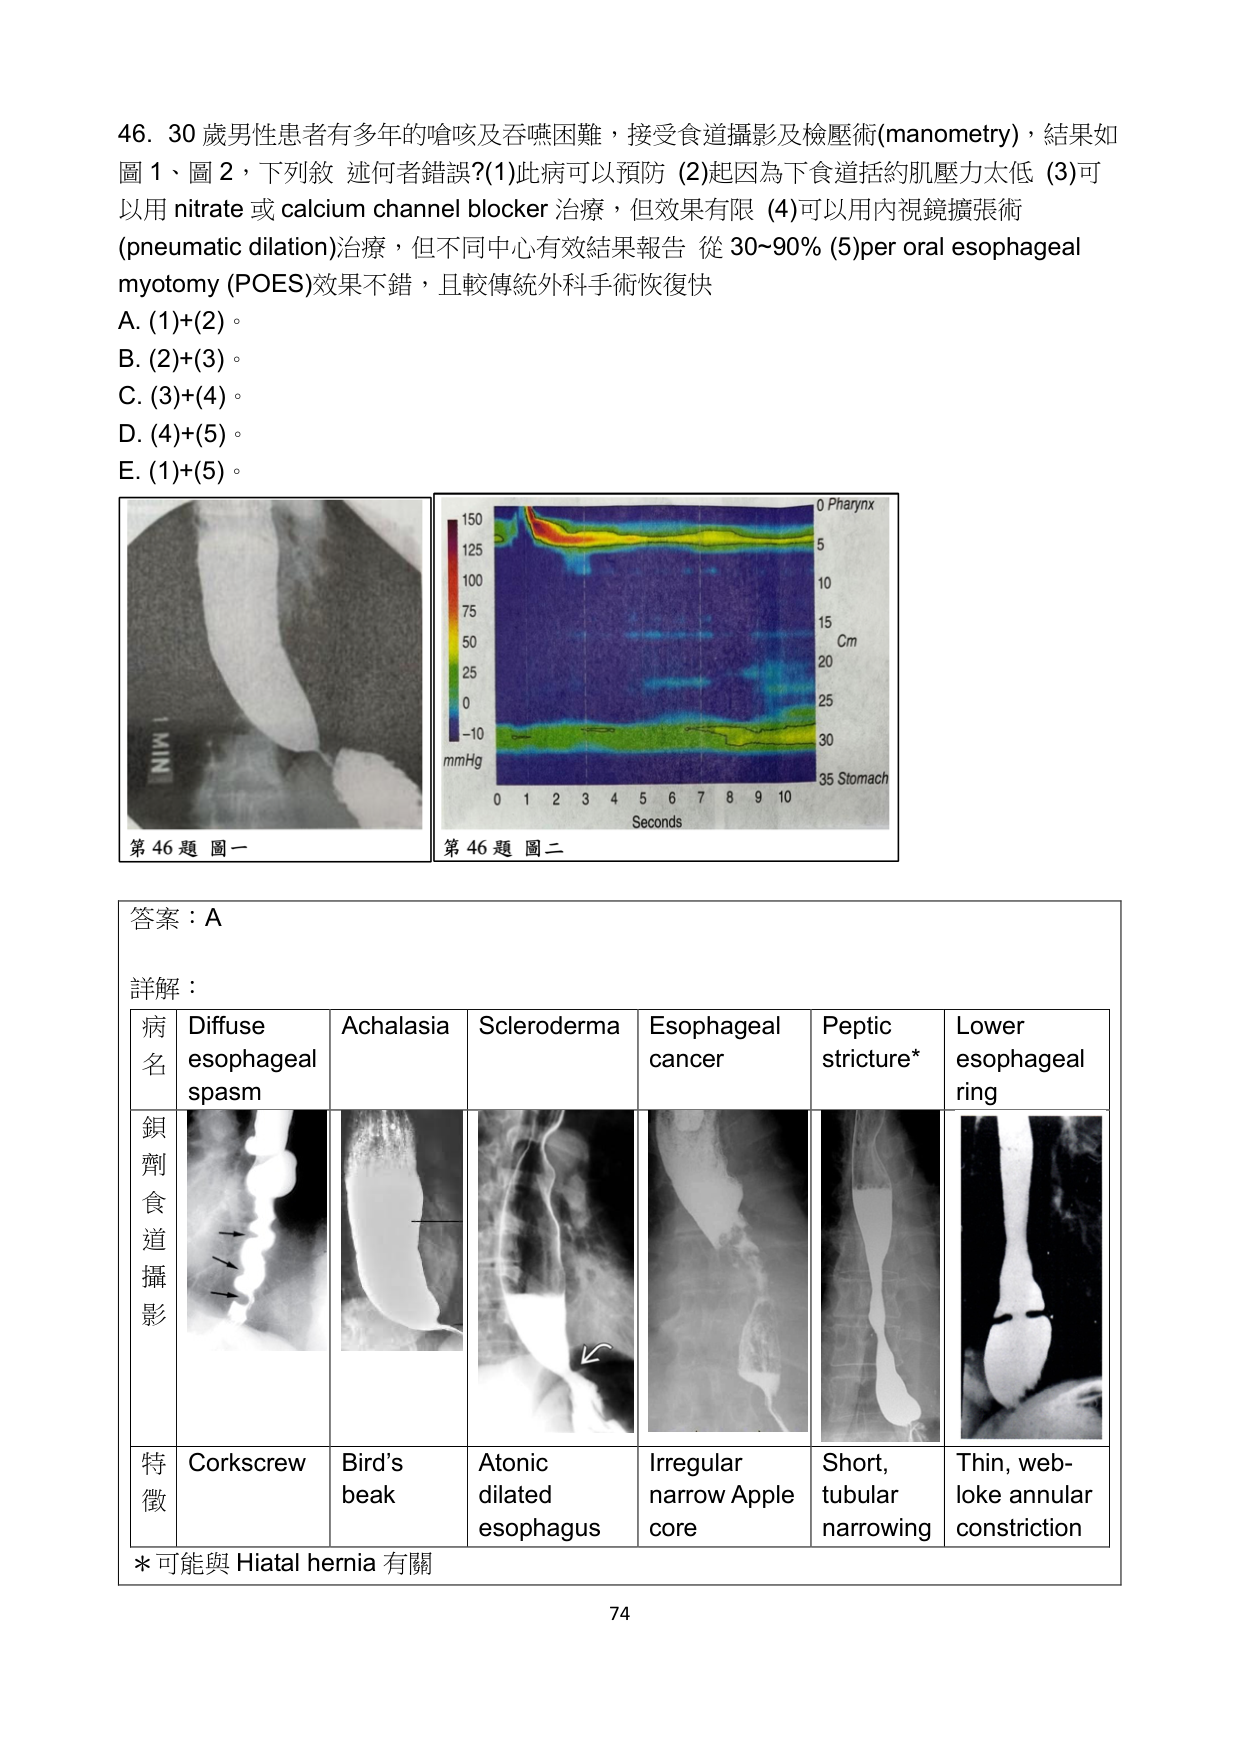 46. 30 歲男性患者有多年的嗆咳及吞嚥困難，接受食道攝影及檢壓術(manometry)，結果如
圖 1、圖 2，下列敘 述何者錯誤?(1)此病可以預防 (2)起因為下食道括約肌壓力太低 (3)可
以用 nitrate 或 calcium channel blocker 治療，但效果有限 (4)可以用內視鏡擴張術
(pneumatic dilation)治療，但不同中心有效結果報告 從 30~90% (5)per oral esophageal
myotomy (POES)效果不錯，且較傳統外科手術恢復快
A. (1)+(2)。
B. (2)+(3)。
C. (3)+(4)。
D. (4)+(5)。
E. (1)+(5)。
1 MIN
第 46 題 圖一
150
125
100
75
50
25
0
–10
mmHg
0 Pharynx
5
10
15
Cm
20
25
30
35 Stomach
0 1 2 3 4 5 6 7 8 9 10
Seconds
第 46 題 圖二
答案：A
詳解：
病
名
Diffuse
esophageal
spasm
Achalasia
Scleroderma
Esophageal
cancer
Peptic
stricture*
Lower
esophageal
ring
鋇
劑
食
道
攝
影
特
徵
Corkscrew
Bird’s
beak
Atonic
dilated
esophagus
Irregular
narrow Apple
core
Short,
tubular
narrowing
Thin, web-
loke annular
constriction
＊可能與 Hiatal hernia 有關
74